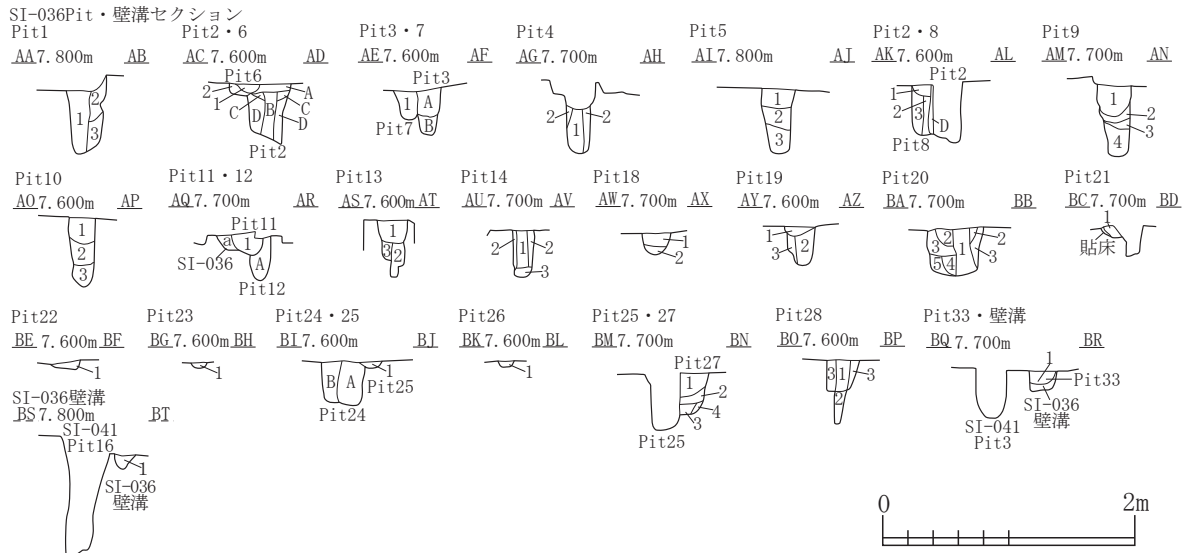 SI-036Pit・壁溝セクション
Pit1 Pit2・6 Pit3・7 Pit4 Pit5 Pit2・8 Pit9
AA 7.800m AB AC 7.600m AD AE 7.600m AF AG 7.700m AH AI 7.800m AJ AK 7.600m AL AM 7.700m AN
1 2 3
Pit6 2 1 C D B A C D Pit2
Pit3 1 A B Pit7
2 1 2
1 2 3
Pit2 1 2 3 D Pit8
1 2 3 4
Pit10 Pit11・12 Pit13 Pit14 Pit18 Pit19 Pit20 Pit21
AO 7.600m AP AQ 7.700m AR AS 7.600m AT AU 7.700m AV AW 7.700m AX AY 7.600m AZ BA 7.700m BB BC 7.700m BD
1 2 3
Pit11 a 1 SI-036 A Pit12
1 3 2
2 1 2 3
1 2
1 2 3
3 2 1 2 3 5 4
1 貼床
Pit22 Pit23 Pit24・25 Pit26 Pit25・27 Pit28 Pit33・壁溝
BE 7.600m BF BG 7.600m BH BI 7.600m BJ BK 7.600m BL BM 7.700m BN BO 7.600m BP BQ 7.700m BR
1
1
B A 1 Pit25 Pit24
1
Pit27 1 2 4 3 Pit25
3 1 3 2
1 Pit33 SI-036 壁溝 SI-041 Pit3
SI-036壁溝
BS 7.800m BT
SI-041
Pit16
1
SI-036
壁溝
0 2m